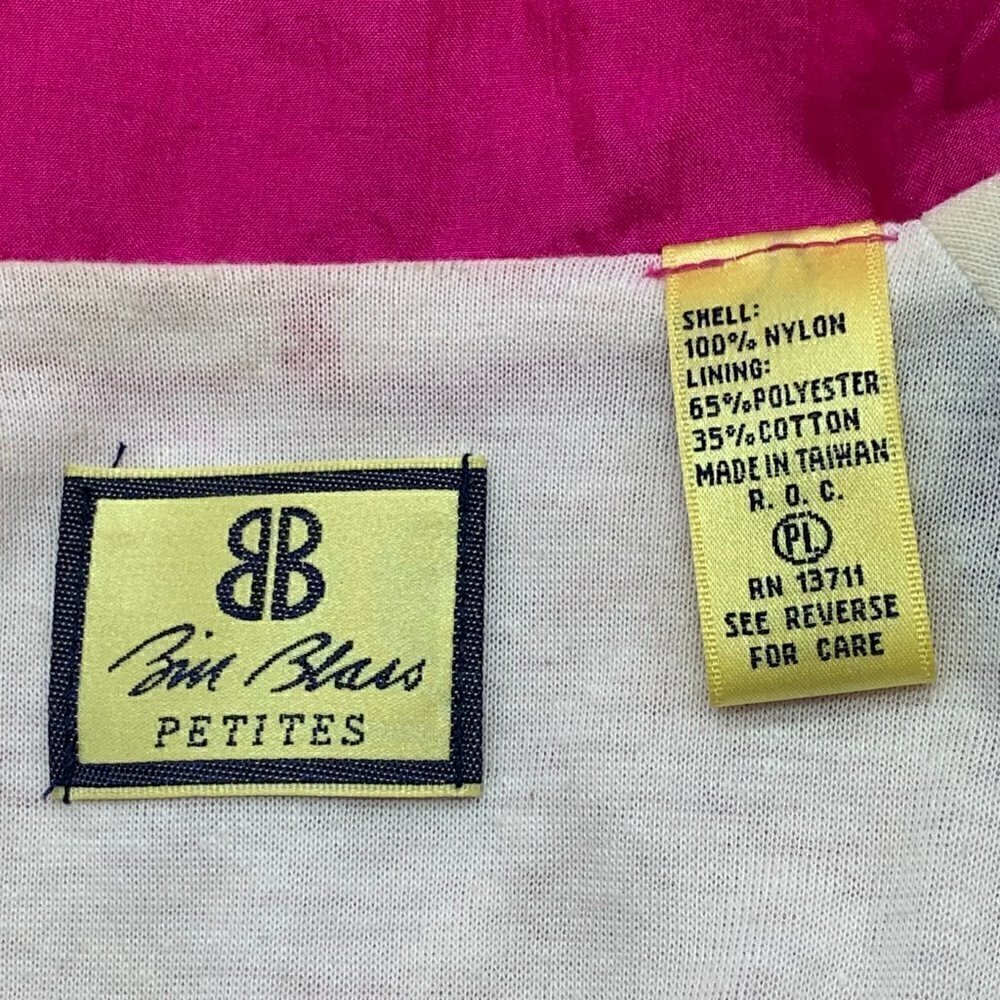 BB
Bill Blass
PETITES
SHELL:
100% NYLON
LINING:
65% POLYESTER
35% COTTON
MADE IN TAIWAN
R. O. C.
PL
RN 13711
SEE REVERSE
FOR CARE